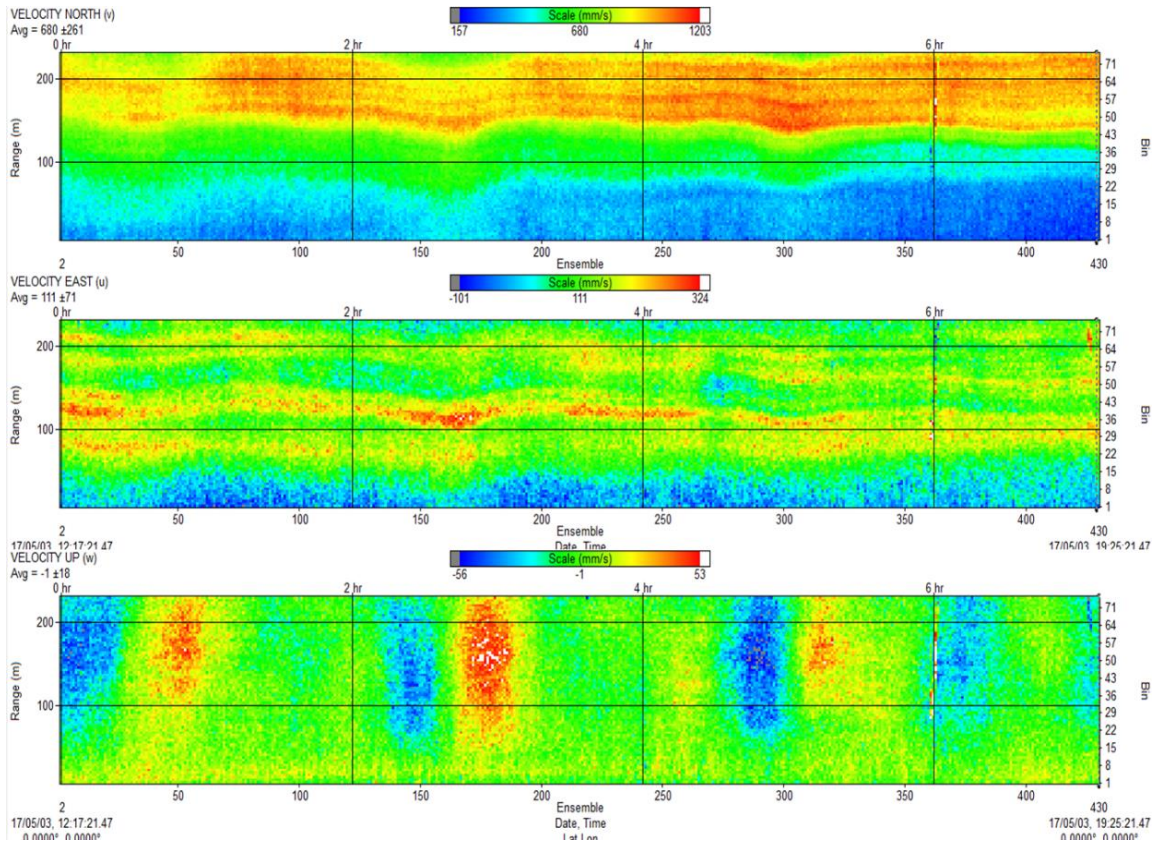 VELOCITY NORTH (v)
Avg = 680 ±261
Scale (mm/s)
157 680 1203
0 hr 2 hr 4 hr 6 hr
Range (m)
200
100
71
64
57
50
43
36
29
22
15
8
1
Bin
50 100 150 200 250 300 350 400
2 Ensemble 430
VELOCITY EAST (u)
Avg = 111 ±71
Scale (mm/s)
-101 111 324
0 hr 2 hr 4 hr 6 hr
Range (m)
200
100
71
64
57
50
43
36
29
22
15
8
1
Bin
50 100 150 200 250 300 350 400
2 Ensemble 430
17/05/03, 12:17:21.47 Date, Time 17/05/03, 19:25:21.47
VELOCITY UP (w)
Avg = -1 ±18
Scale (mm/s)
-56 -1 53
0 hr 2 hr 4 hr 6 hr
Range (m)
200
100
71
64
57
50
43
36
29
22
15
8
1
Bin
50 100 150 200 250 300 350 400
2 Ensemble 430
17/05/03, 12:17:21.47 Date, Time 17/05/03, 19:25:21.47
0.0000°, 0.0000° Lat Lon 0.0000°, 0.0000°